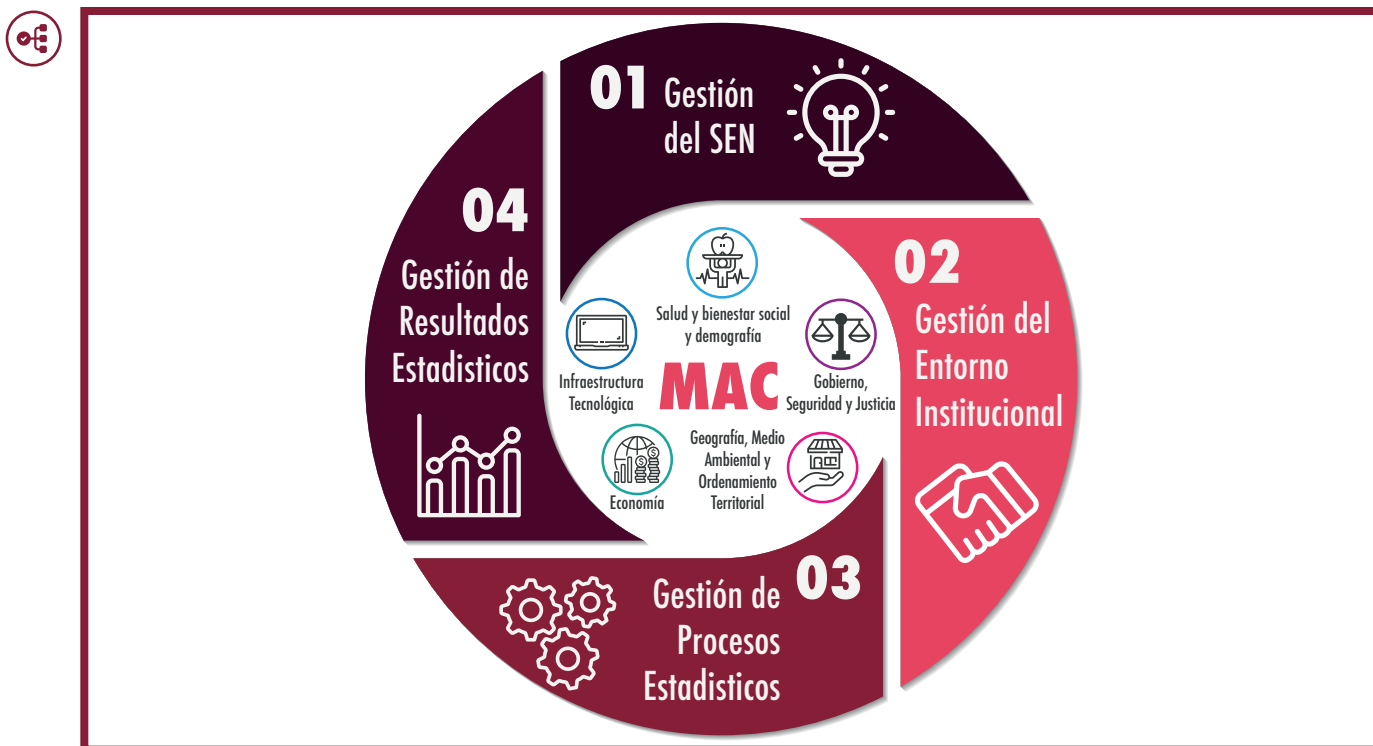 01 Gestión
del SEN
02
Gestión del
Entorno
Institucional
Gestión de 03
Procesos
Estadisticos
04
Gestión de
Resultados
Estadisticos
Salud y bienestar social
y demografía
Infraestructura
Tecnológica
MAC
Gobierno,
Seguridad y Justicia
Economía
Geografía, Medio
Ambiental y
Ordenamiento
Territorial